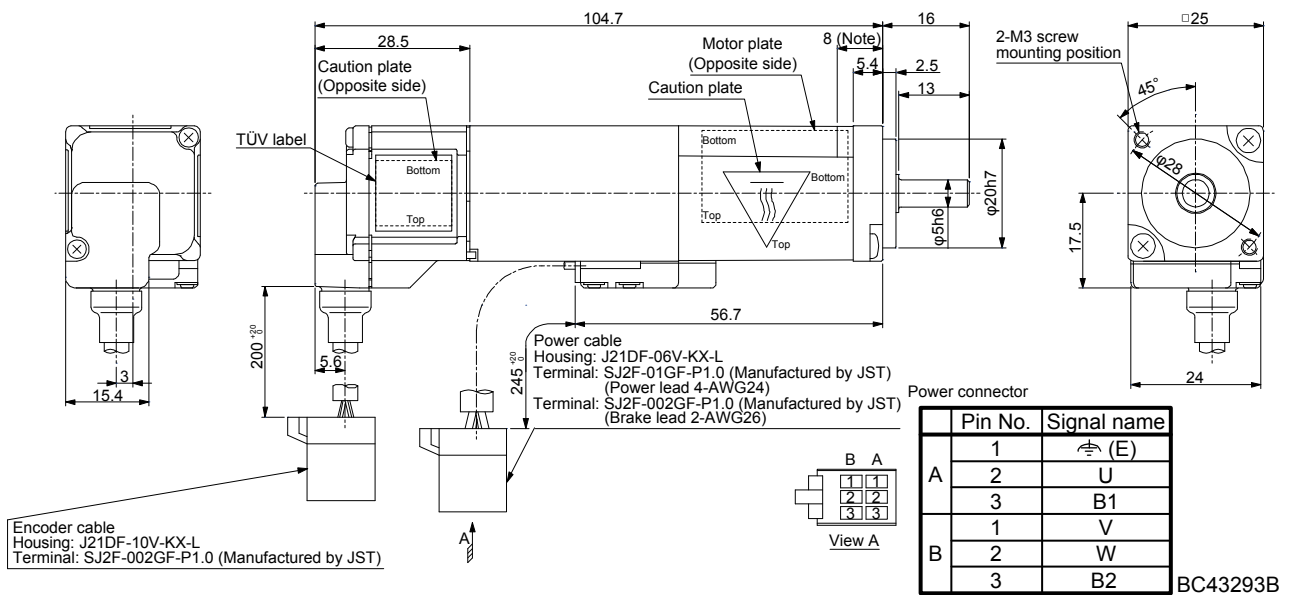 104.7
16
□25
28.5
8 (Note)
Motor plate
(Opposite side)
2-M3 screw
mounting position
Caution plate
(Opposite side)
5.4
2.5
Caution plate
13
45°
TÜV label
Bottom
Bottom
Bottom
Top
Top
Top
φ28
φ5h6
φ20h7
17.5
56.7
200 +20 0
5.6
245 +20 0
3
15.4
24
Power cable
Housing: J21DF-06V-KX-L
Terminal: SJ2F-01GF-P1.0 (Manufactured by JST)
(Power lead 4-AWG24)
Terminal: SJ2F-002GF-P1.0 (Manufactured by JST)
(Brake lead 2-AWG26)
Power connector
Pin No. Signal name
A
1 (E)
2 U
3 B1
B
1 V
2 W
3 B2
B A
1 1
2 2
3 3
View A
A
Encoder cable
Housing: J21DF-10V-KX-L
Terminal: SJ2F-002GF-P1.0 (Manufactured by JST)
BC43293B